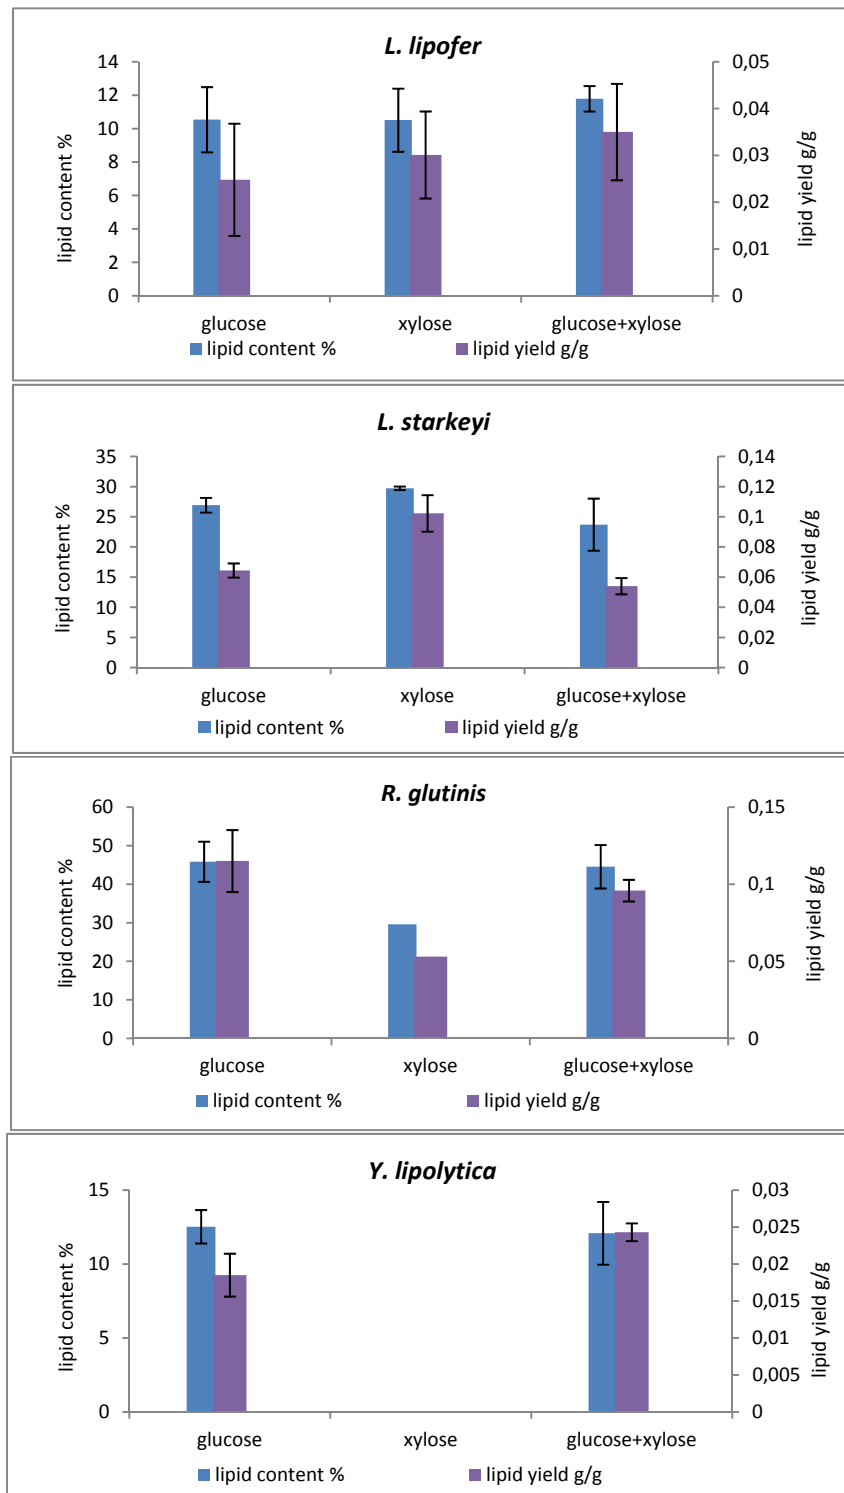 L. lipofer
14
12
10
8
6
4
2
0
lipid content %
0,05
0,04
0,03
0,02
0,01
0
lipid yield g/g
glucose xylose glucose+xylose
lipid content % lipid yield g/g
L. starkeyi
35
30
25
20
15
10
5
0
lipid content %
0,14
0,12
0,1
0,08
0,06
0,04
0,02
0
lipid yield g/g
glucose xylose glucose+xylose
lipid content % lipid yield g/g
R. glutinis
60
50
40
30
20
10
0
lipid content %
0,15
0,1
0,05
0
lipid yield g/g
glucose xylose glucose+xylose
lipid content % lipid yield g/g
Y. lipolytica
15
10
5
0
lipid content %
0,03
0,025
0,02
0,015
0,01
0,005
0
lipid yield g/g
glucose xylose glucose+xylose
lipid content % lipid yield g/g